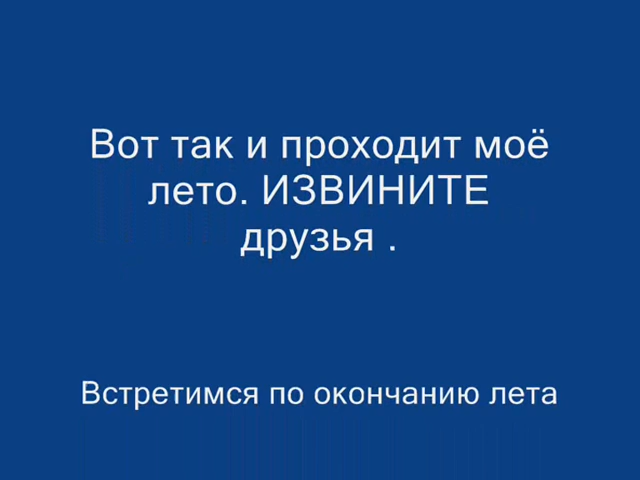 Вот так и проходит моё
лето. ИЗВИНИТЕ
друзья .
Встретимся по окончанию лета